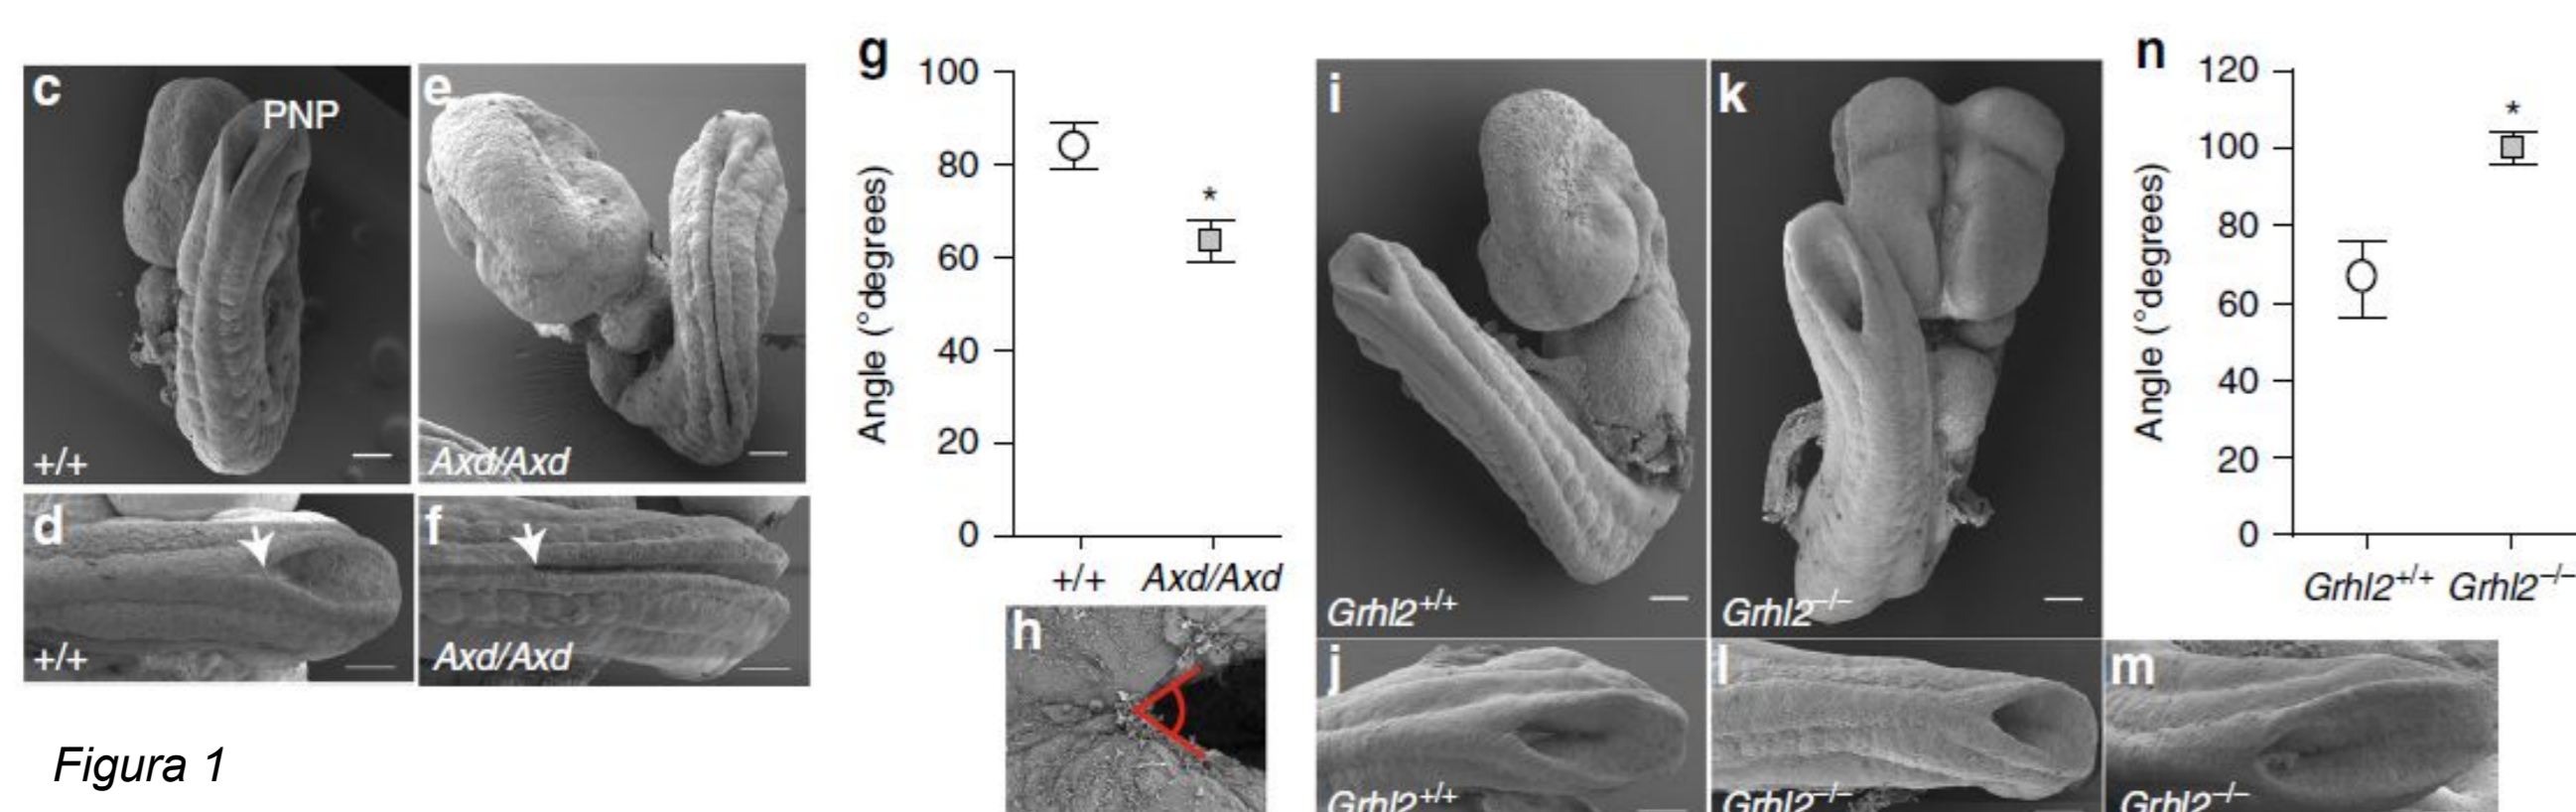 c
PNP
+/+
e
Axd/Axd
d
+/+
f
Axd/Axd
g
100
80
60
40
20
0
Angle (°degrees)
*
+/+ Axd/Axd
h
i
Grhl2+/+
k
Grhl2−/−
j
Grhl2+/+
l
Grhl2−/−
m
Grhl2−/−
n
120
100
80
60
40
20
0
Angle (°degrees)
*
Grhl2+/+ Grhl2−/−
Figura 1